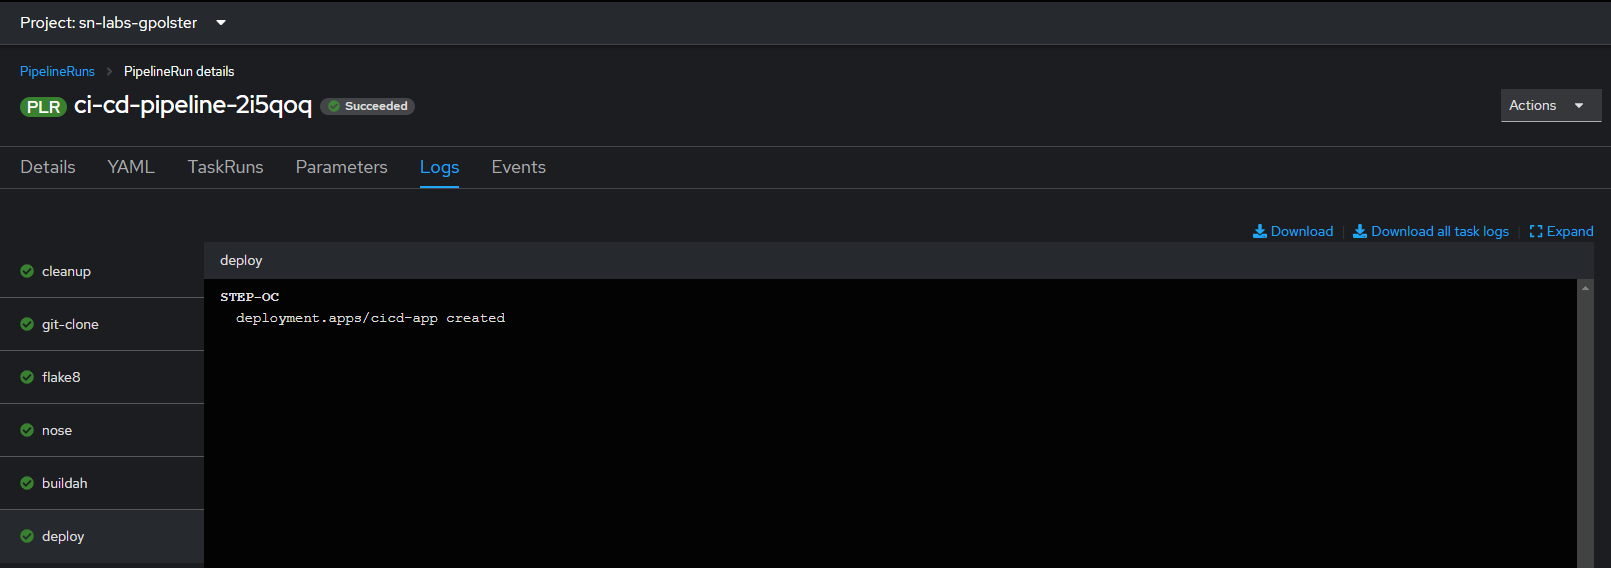 Project: sn-labs-gpolster
PipelineRuns > PipelineRun details
PLR ci-cd-pipeline-2i5qoq Succeeded
Actions
Details YAML TaskRuns Parameters Logs Events
Download | Download all task logs | Expand
cleanup
git-clone
flake8
nose
buildah
deploy
deploy
STEP-OC
deployment.apps/cicd-app created